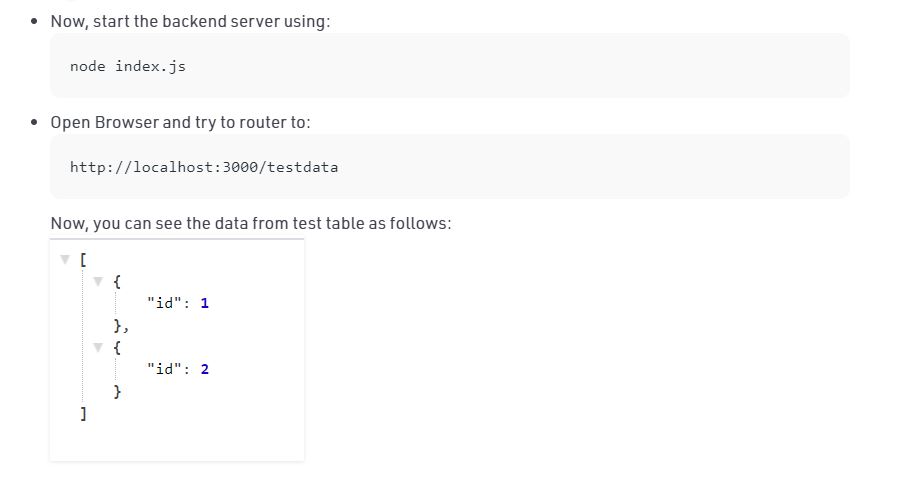 Now, start the backend server using:
node index.js
Open Browser and try to router to:
http://localhost:3000/testdata
Now, you can see the data from test table as follows:
[
{
"id": 1
},
{
"id": 2
}
]